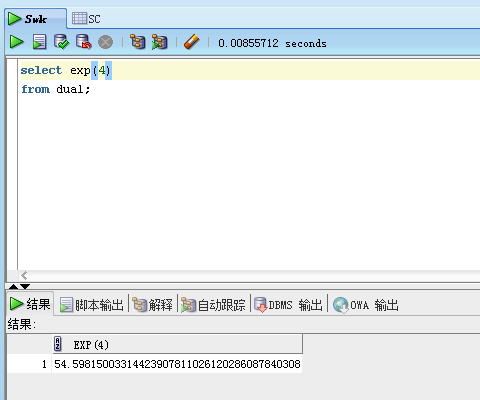 Swk SC
0.00855712 seconds
select exp(4)
from dual;
结果 脚本输出 解释 自动跟踪 DBMS 输出 OWA 输出
结果:
EXP(4)
1 54.598150033144239078110261202860878402308